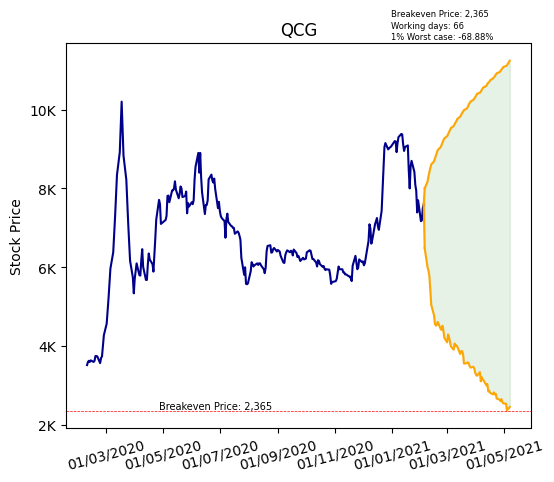 Breakeven Price: 2,365
Working days: 66
1% Worst case: -68.88%
QCG
Stock Price
10K
8K
6K
4K
2K
Breakeven Price: 2,365
01/03/2020
01/05/2020
01/07/2020
01/09/2020
01/11/2020
01/01/2021
01/03/2021
01/05/2021